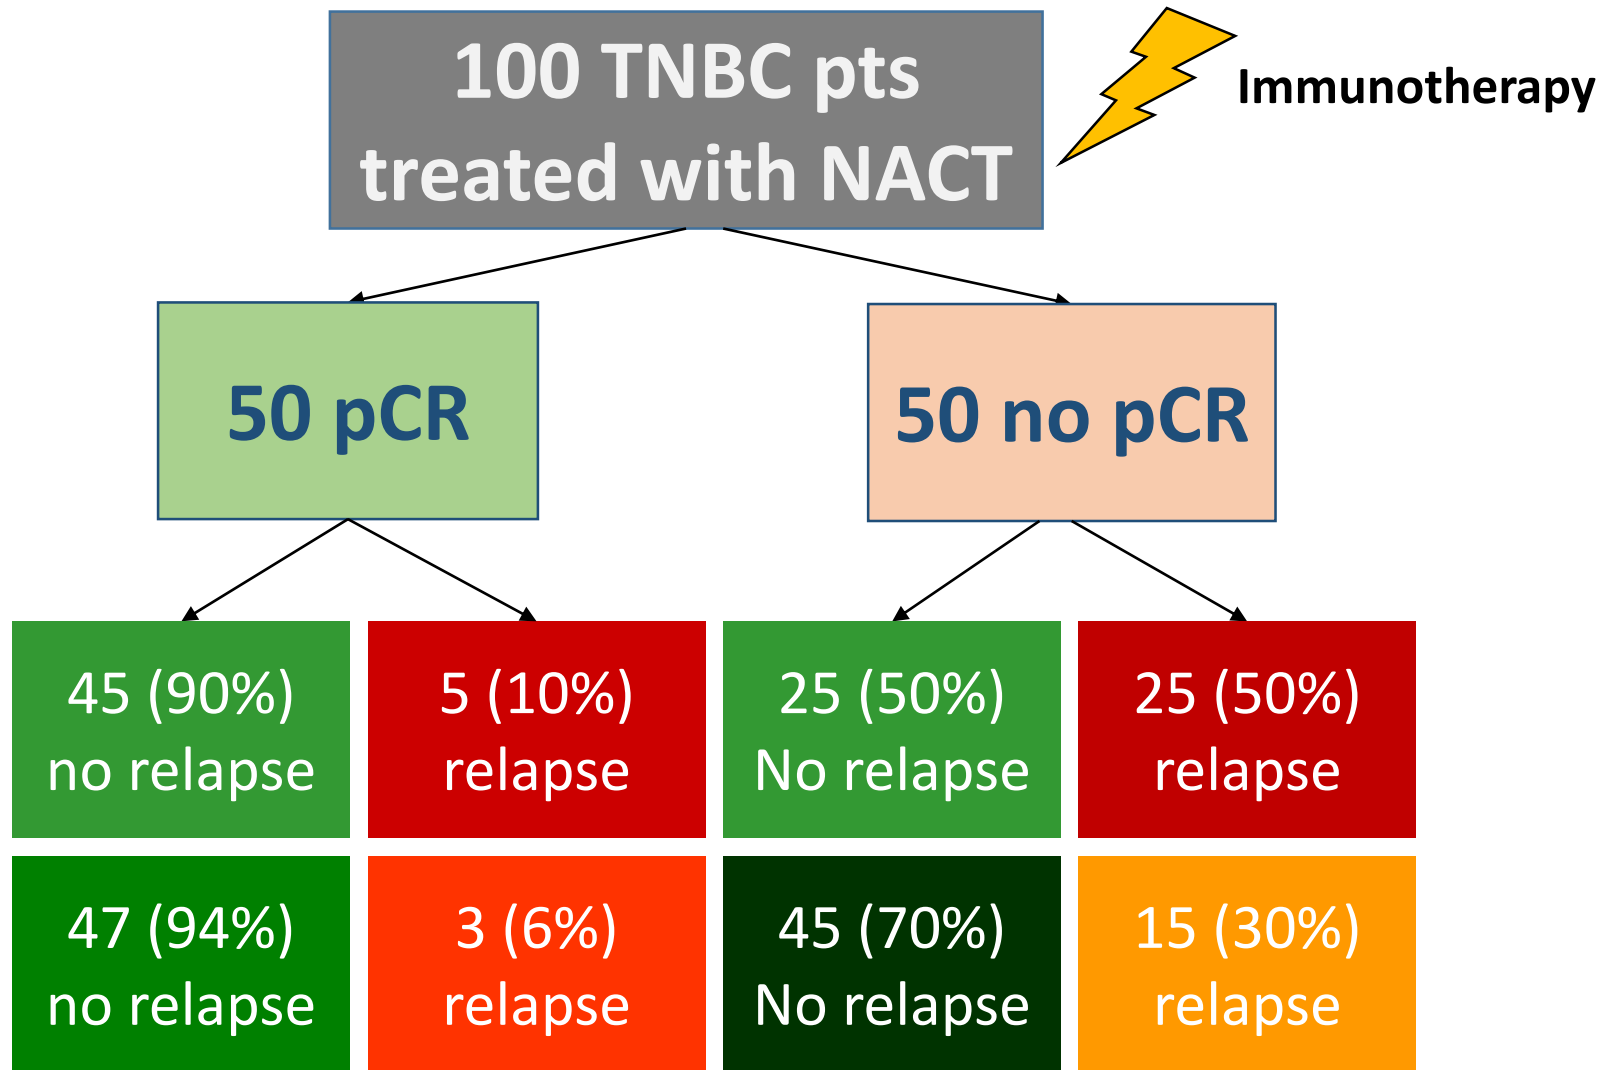 100 TNBC pts
treated with NACT
Immunotherapy
50 pCR
50 no pCR
45 (90%)
no relapse
5 (10%)
relapse
25 (50%)
No relapse
25 (50%)
relapse
47 (94%)
no relapse
3 (6%)
relapse
45 (70%)
No relapse
15 (30%)
relapse